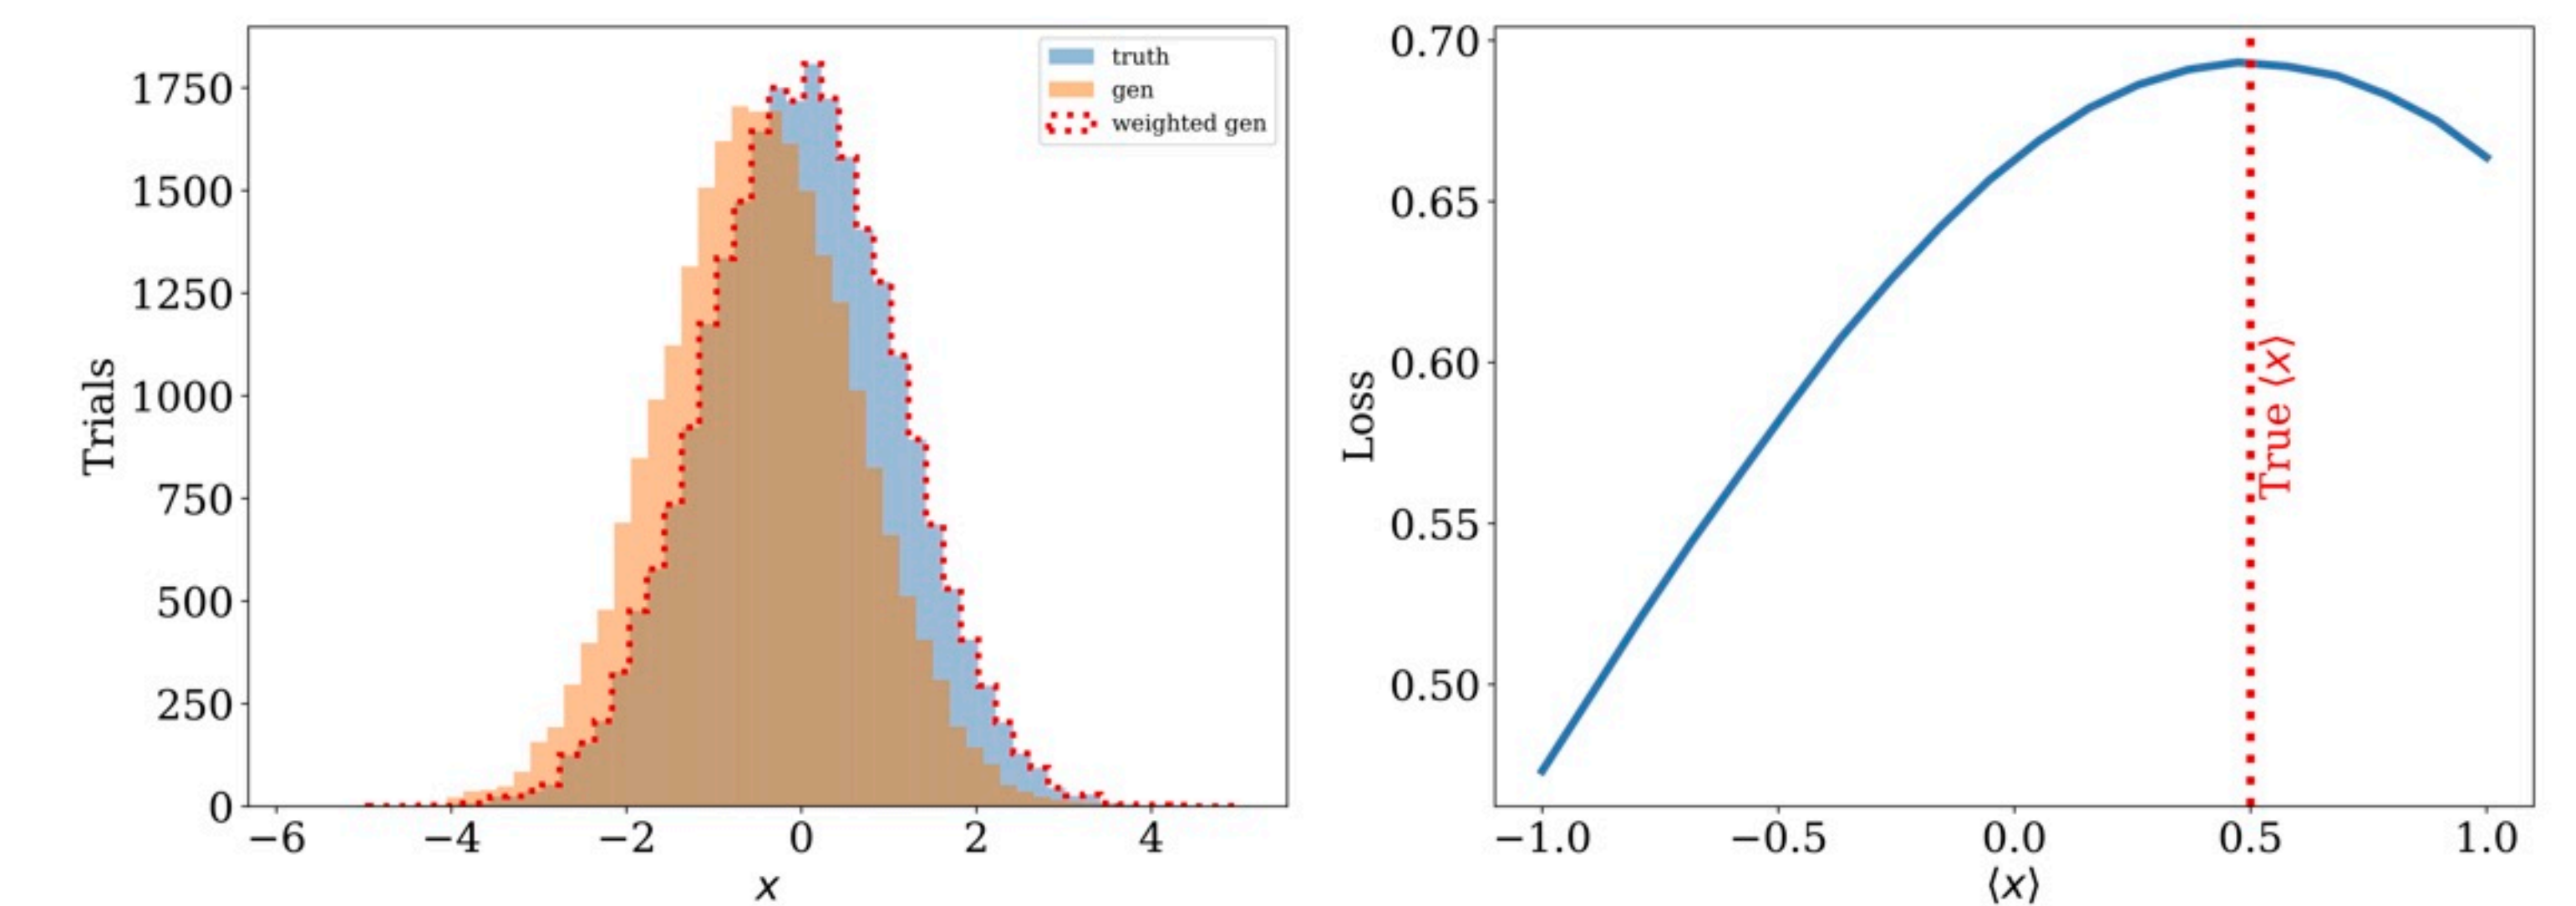 truth
gen
weighted gen
1750
1500
1250
1000
750
500
250
0
Trials
−6 −4 −2 0 2 4
x
0.70
0.65
0.60
0.55
0.50
Loss
True ⟨x⟩
−1.0 −0.5 0.0 0.5 1.0
⟨x⟩